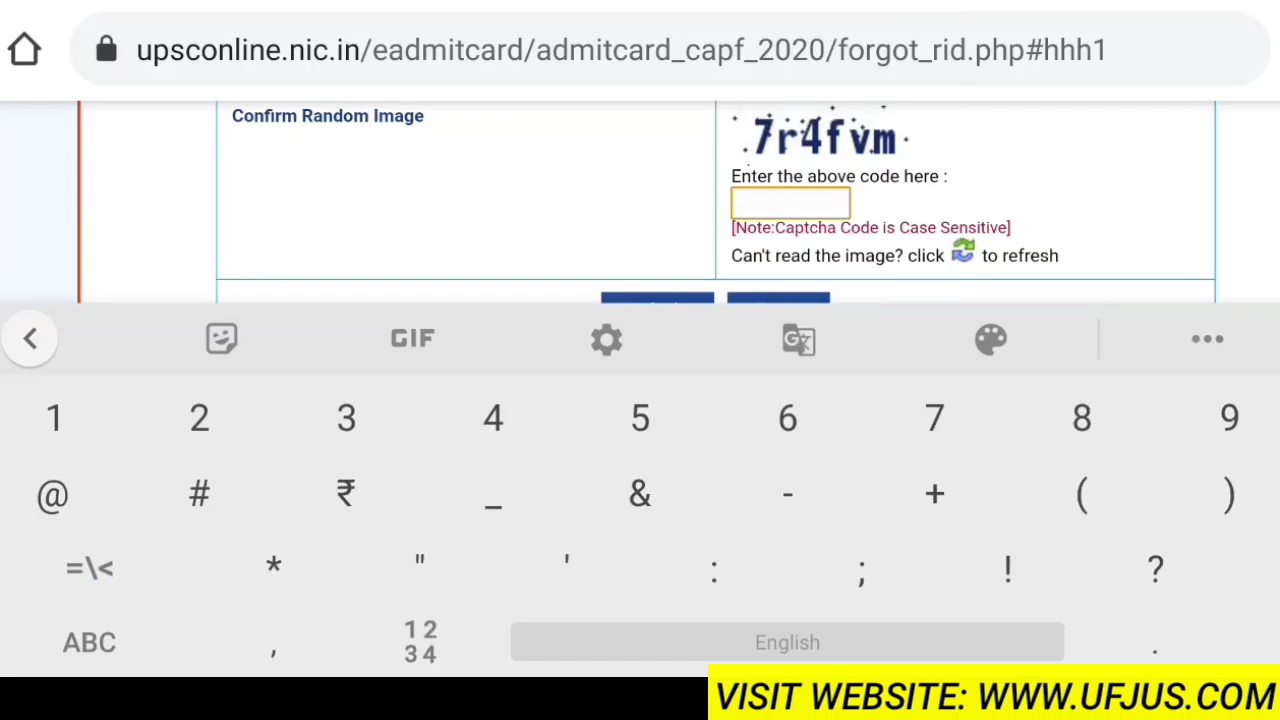 upsconline.nic.in/eadmitcard/admitcard_capf_2020/forgot_rid.php#hhh1
Confirm Random Image
7r4fvm
Enter the above code here :
[Note:Captcha Code is Case Sensitive]
Can't read the image? click to refresh
GIF
1 2 3 4 5 6 7 8 9
@ # ₹ _ & - + ( )
=\< * " ' : ; ! ?
ABC , 12 34 English .
VISIT WEBSITE: WWW.UFJUS.COM